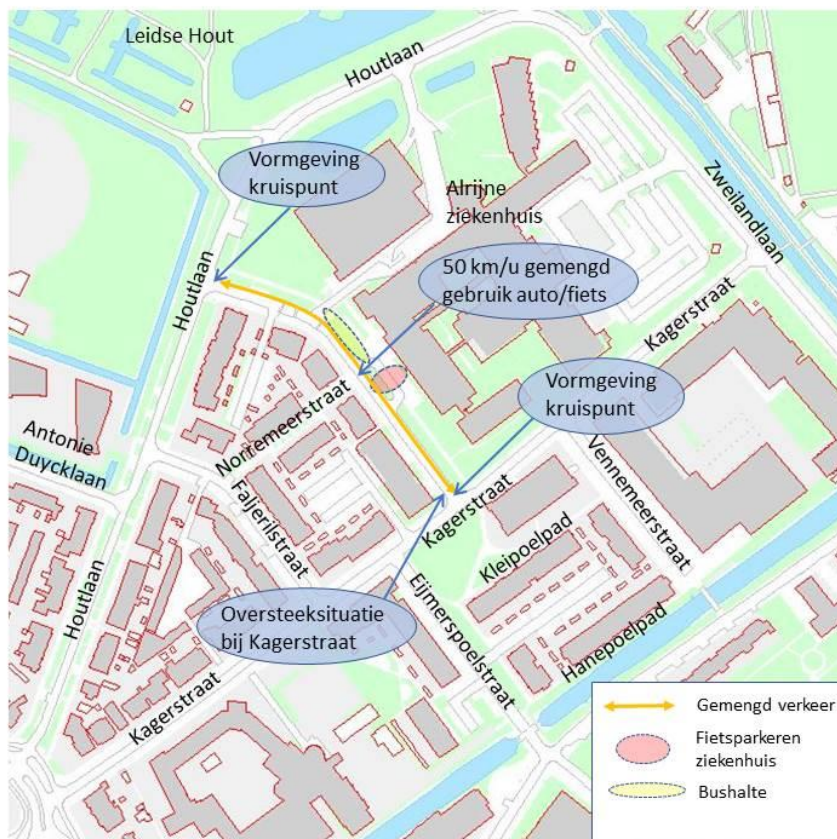 Leidse Hout
Houtlaan
Vormgeving
kruispunt
Alrijne
ziekenhuis
Zweilandlaan
50 km/u gemengd
gebruik auto/fiets
Houtlaan
Kagerstraat
Vormgeving
kruispunt
Norremeerstraat
Antonie
Duycklaan
Faljerilstraat
Kagerstraat
Vennemeerstraat
Kleipoelpad
Houtlaan
Oversteeksituatie
bij Kagerstraat
Eijmerspoelstraat
Hanepoelpad
Kagerstraat
Gemengd verkeer
Fietsparkeren
ziekenhuis
Bushalte